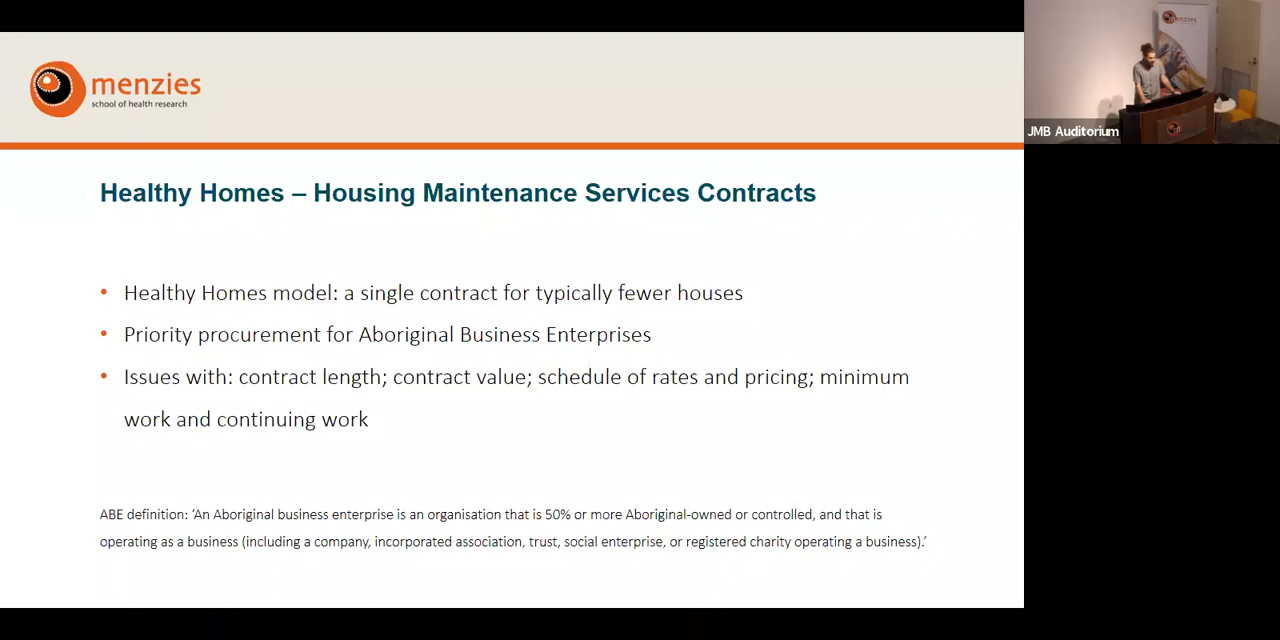 menzies
school of health research
Healthy Homes – Housing Maintenance Services Contracts
• Healthy Homes model: a single contract for typically fewer houses
• Priority procurement for Aboriginal Business Enterprises
• Issues with: contract length; contract value; schedule of rates and pricing; minimum
work and continuing work
ABE definition: ‘An Aboriginal business enterprise is an organisation that is 50% or more Aboriginal-owned or controlled, and that is
operating as a business (including a company, incorporated association, trust, social enterprise, or registered charity operating a business).’
menzies
JMB Auditorium